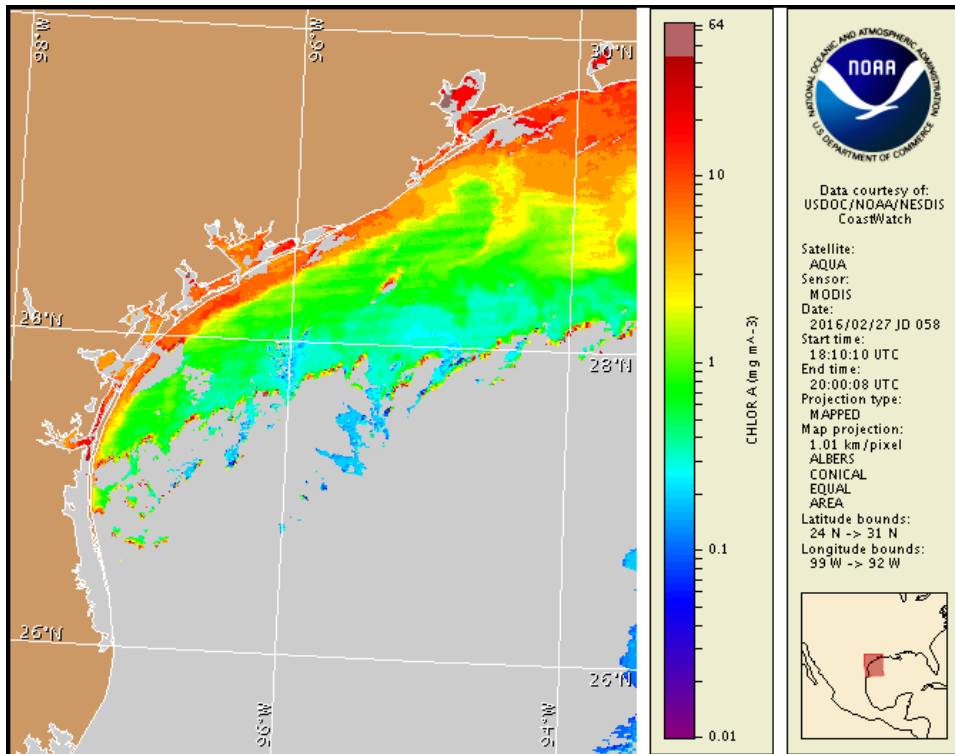 98°W
96°W
30°N
28°N
28°N
26°N
26°N
96°W
94°W
64
10
1
0.1
0.01
CHLOR A (mg m^-3)
NATIONAL OCEANIC AND ATMOSPHERIC ADMINISTRATION
U.S. DEPARTMENT OF COMMERCE
NOAA
Data courtesy of:
USDOC/NOAA/NESDIS
CoastWatch
Satellite:
AQUA
Sensor:
MODIS
Date:
2016/02/27 JD 058
Start time:
18:10:10 UTC
End time:
20:00:08 UTC
Projection type:
MAPPED
Map projection:
1.01 km/pixel
ALBERS
CONICAL
EQUAL
AREA
Latitude bounds:
24 N -> 31 N
Longitude bounds:
99 W -> 92 W